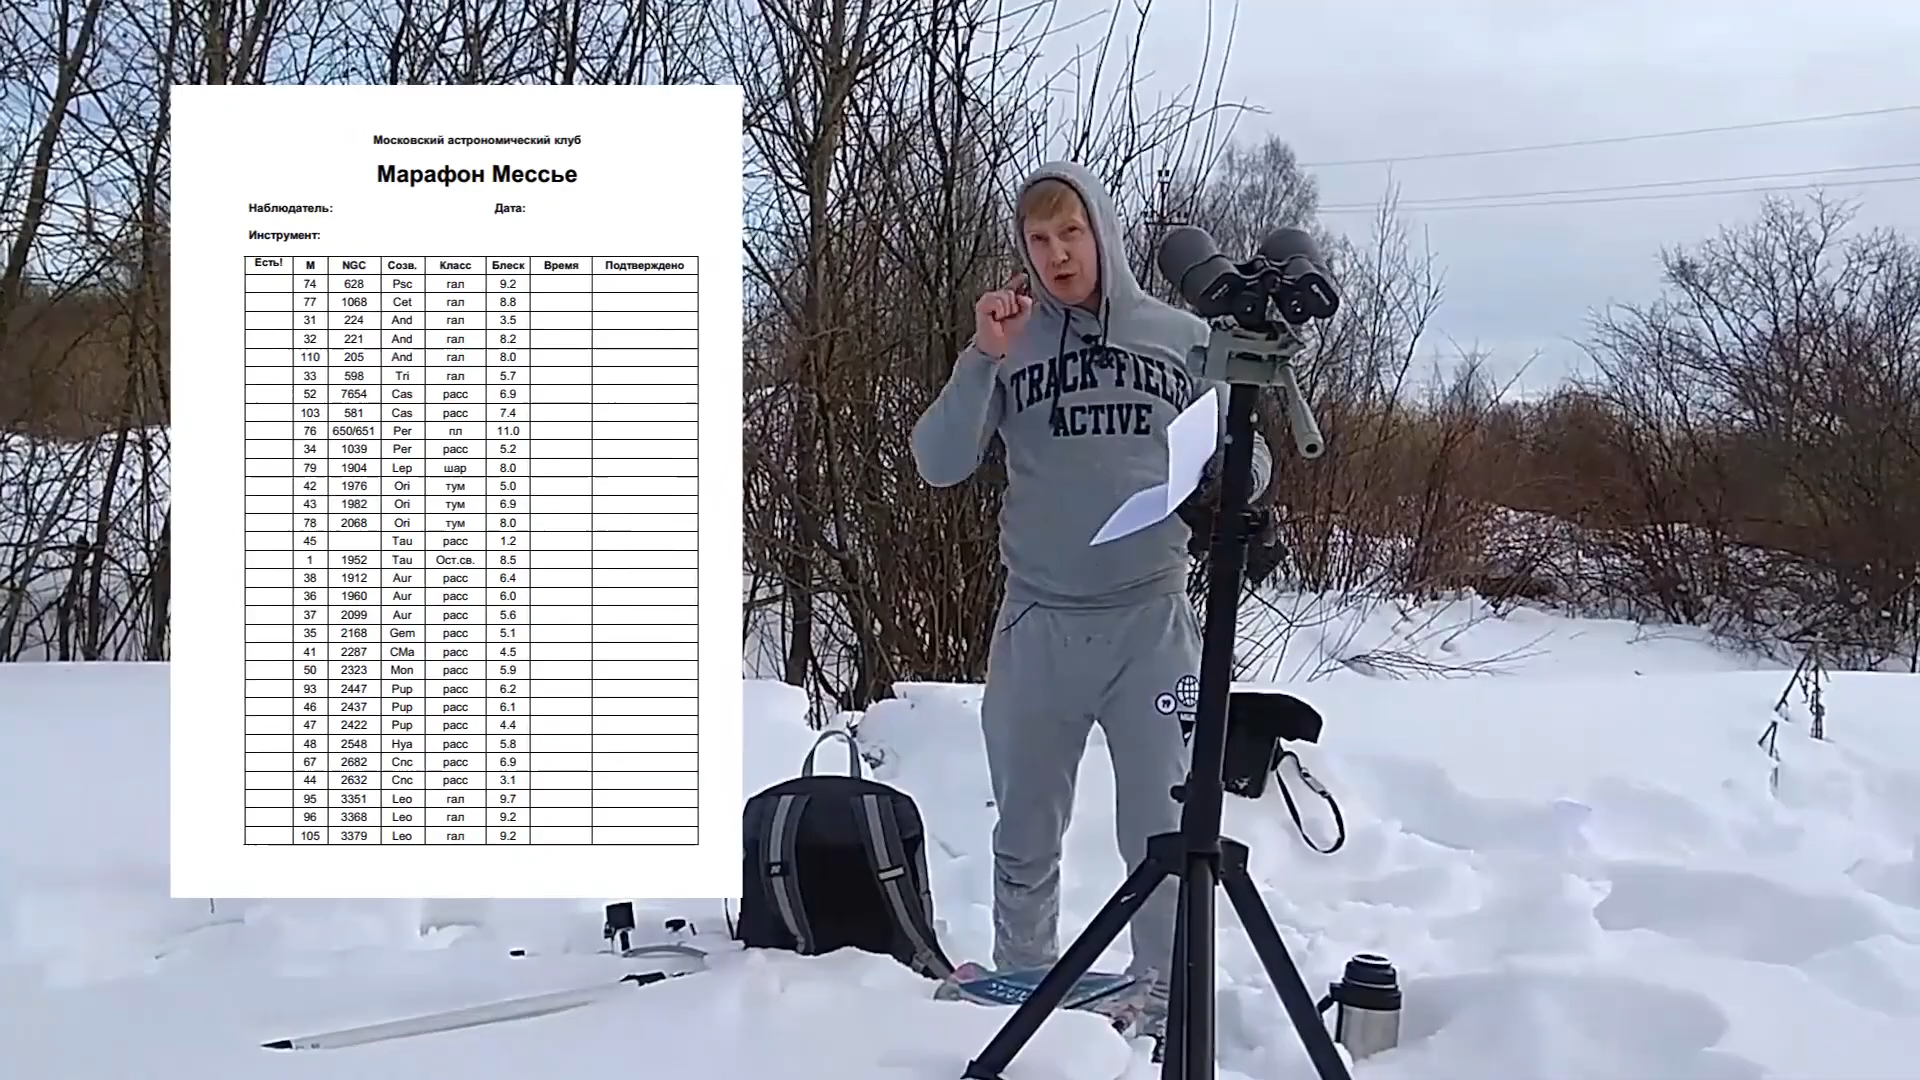 Московский астрономический клуб
Марафон Мессье
Наблюдатель: Дата:
Инструмент:
Есть! М NGC Созв. Класс Блеск Время Подтверждено
74 628 Psc гал 9.2
77 1068 Cet гал 8.8
31 224 And гал 3.5
32 221 And гал 8.2
110 205 And гал 8.0
33 598 Tri гал 5.7
52 7654 Cas расс 6.9
103 581 Cas расс 7.4
76 650/651 Per пл 11.0
34 1039 Per расс 5.2
79 1904 Lep шар 8.0
42 1976 Ori тум 5.0
43 1982 Ori тум 6.9
78 2068 Ori тум 8.0
45 Tau расс 1.2
1 1952 Tau Ост.св. 8.5
38 1912 Aur расс 6.4
36 1960 Aur расс 6.0
37 2099 Aur расс 5.6
35 2168 Gem расс 5.1
41 2287 CMa расс 4.5
50 2323 Mon расс 5.9
93 2447 Pup расс 6.2
46 2437 Pup расс 6.1
47 2422 Pup расс 4.4
48 2548 Hya расс 5.8
67 2682 Cnc расс 6.9
44 2632 Cnc расс 3.1
95 3351 Leo гал 9.7
96 3368 Leo гал 9.2
105 3379 Leo гал 9.2
TRACK FIELD
ACTIVE